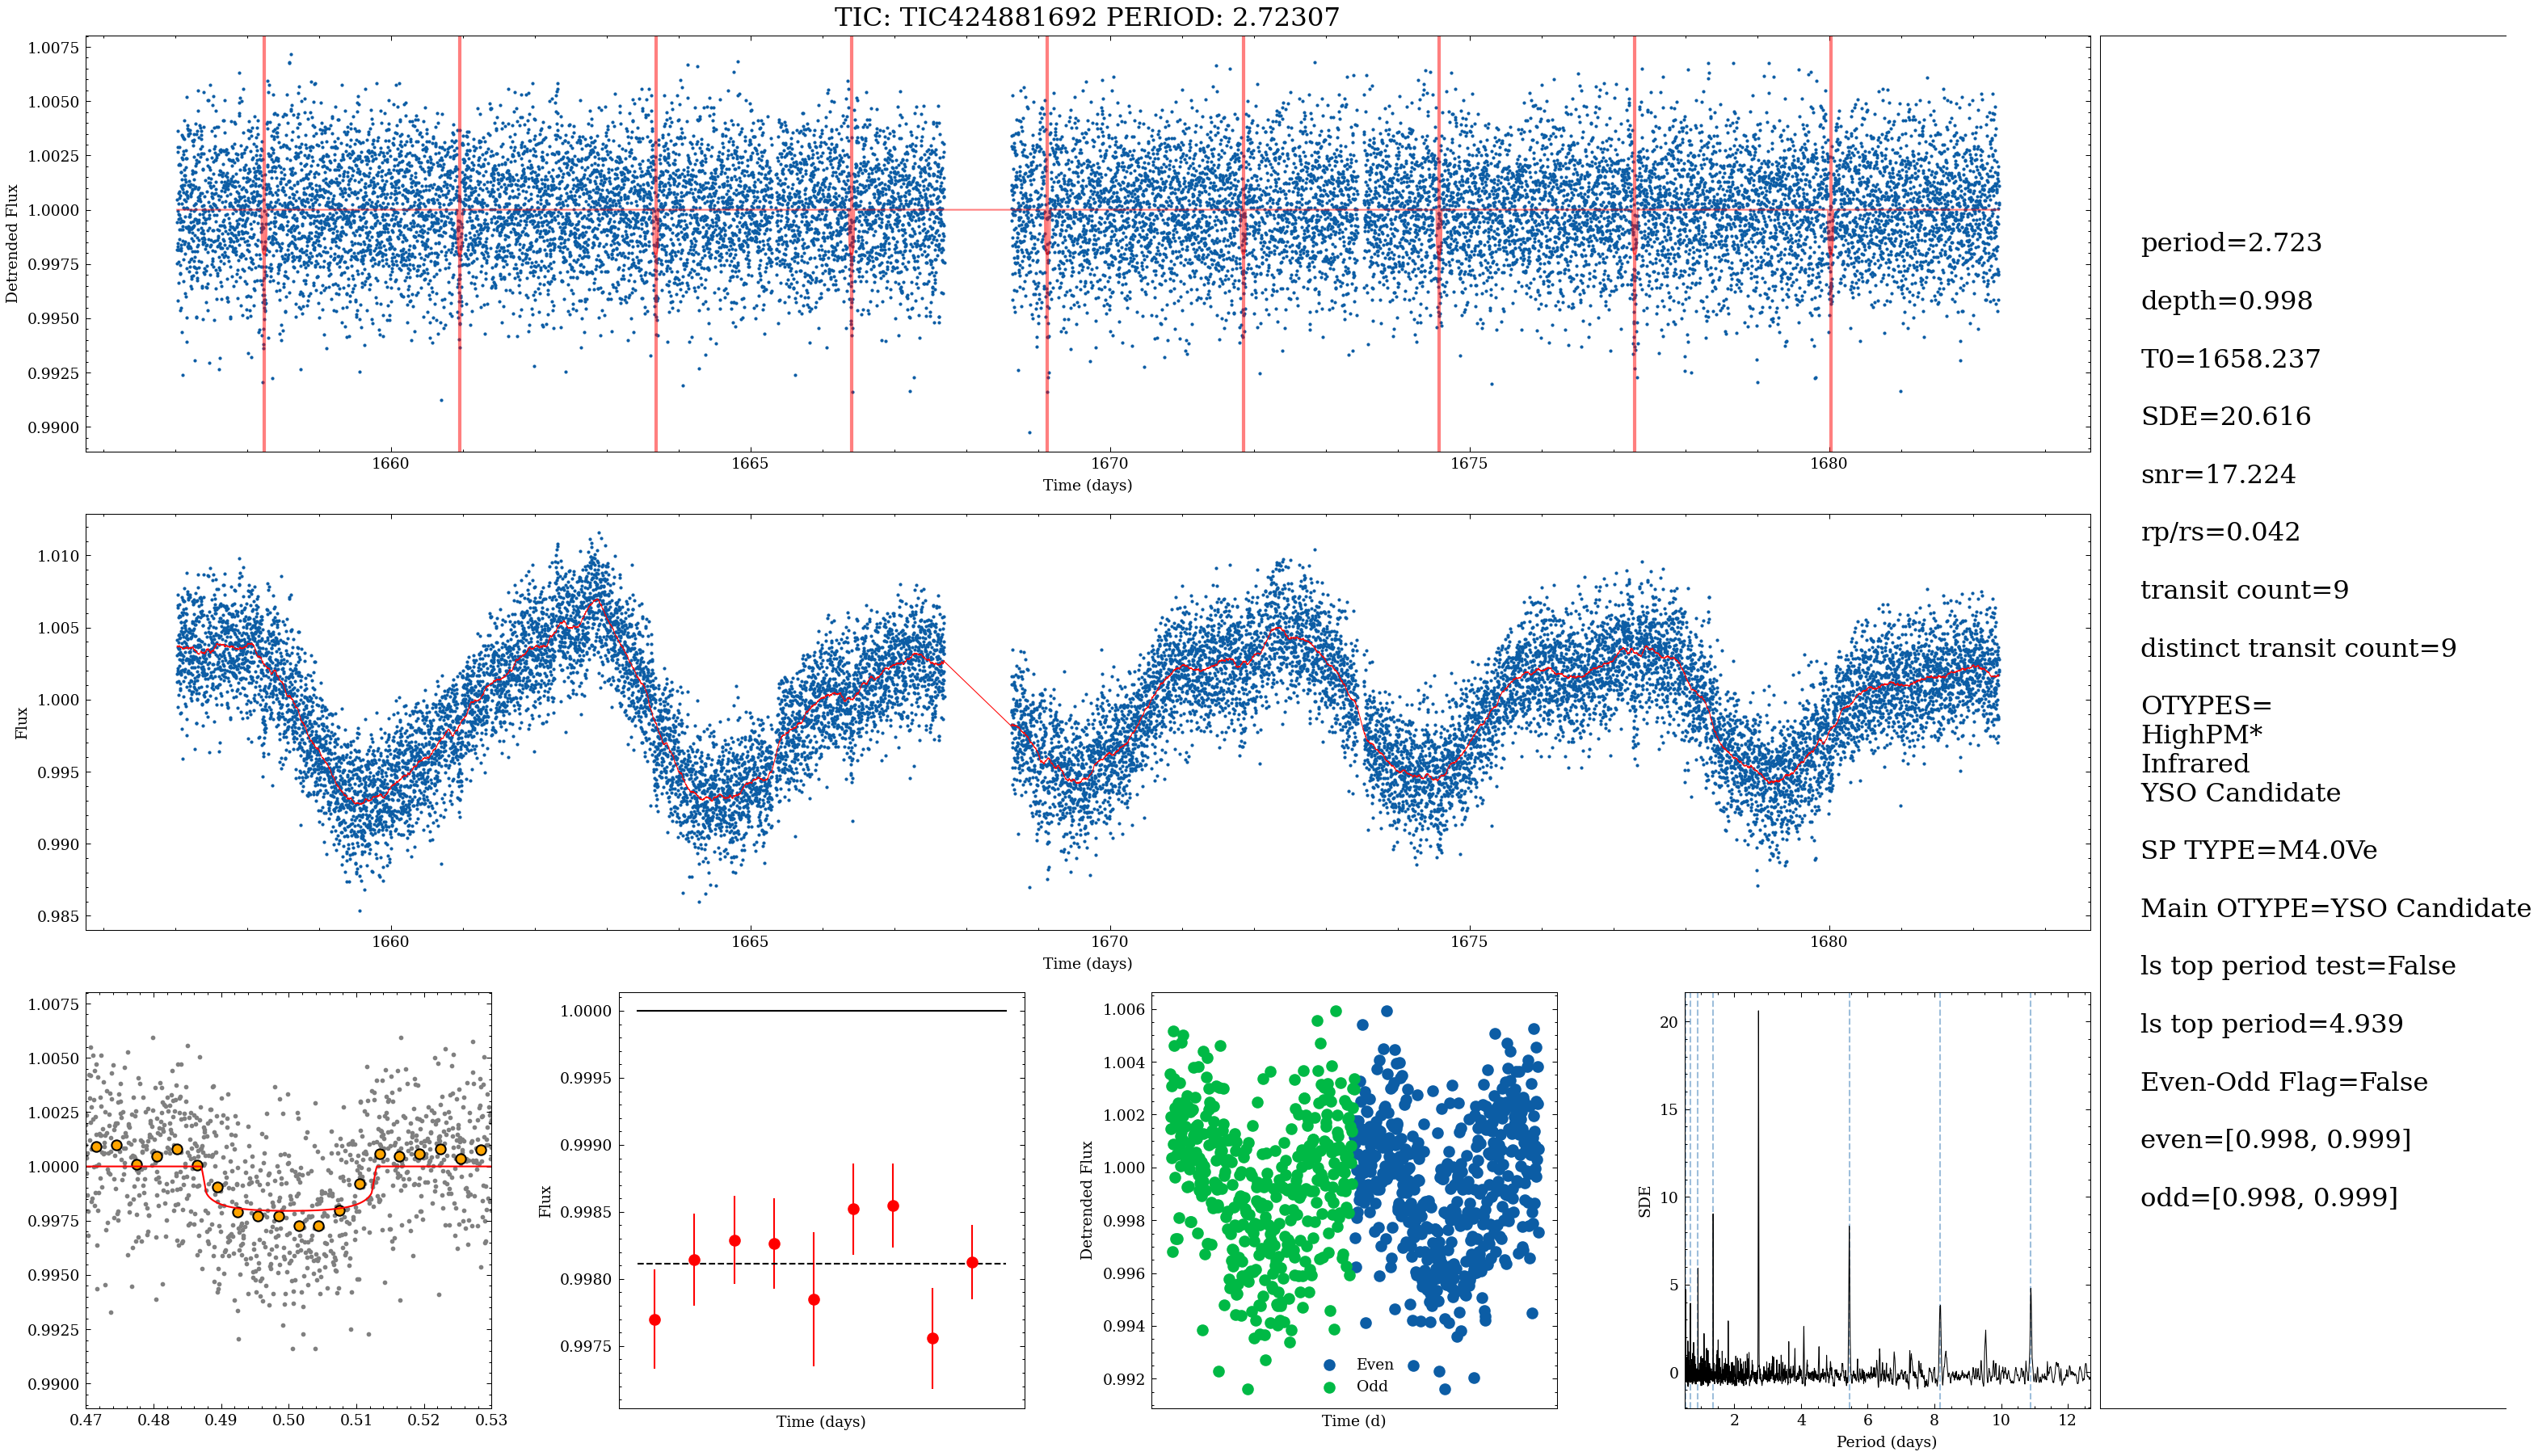 TIC: TIC424881692 PERIOD: 2.72307
1.0075
1.0050
1.0025
1.0000
0.9975
0.9950
0.9925
0.9900
Detrended Flux
1660
1665
1670
1675
1680
Time (days)
1.010
1.005
1.000
0.995
0.990
0.985
Flux
1660
1665
1670
1675
1680
Time (days)
1.0075
1.0050
1.0025
1.0000
0.9975
0.9950
0.9925
0.9900
0.47
0.48
0.49
0.50
0.51
0.52
0.53
1.0000
0.9995
0.9990
0.9985
0.9980
0.9975
Flux
Time (days)
1.006
1.004
1.002
1.000
0.998
0.996
0.994
0.992
Detrended Flux
Even
Odd
Time (d)
20
15
10
5
0
SDE
2
4
6
8
10
12
Period (days)
period=2.723
depth=0.998
T0=1658.237
SDE=20.616
snr=17.224
rp/rs=0.042
transit count=9
distinct transit count=9
OTYPES=
HighPM*
Infrared
YSO Candidate
SP TYPE=M4.0Ve
Main OTYPE=YSO Candidate
ls top period test=False
ls top period=4.939
Even-Odd Flag=False
even=[0.998, 0.999]
odd=[0.998, 0.999]